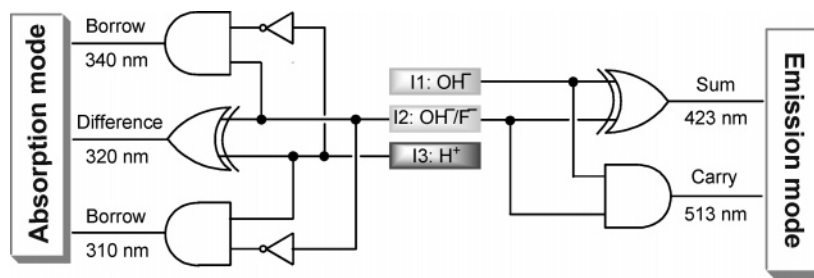 Absorption mode
Borrow
340 nm
Difference
320 nm
Borrow
310 nm
I1: OH⁻
I2: OH⁻/F⁻
I3: H⁺
Sum
423 nm
Carry
513 nm
Emission mode